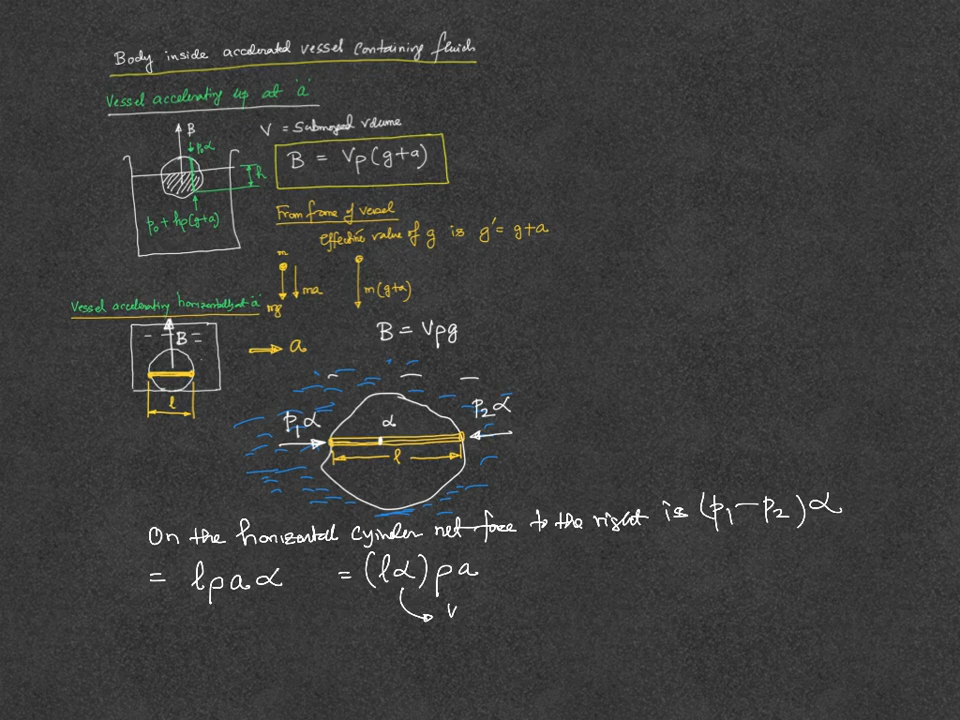 Body inside accelerated vessel containing fluids
Vessel accelerating up at 'a'
B
p₀α
h
p₀ + hρ(g+a)
V = Submerged volume
B = Vρ(g+a)
From frame of vessel
effective value of g is g' = g+a
m
ma
mg
m(g+a)
Vessel accelerating horizontally at 'a'
B
a
l
B = Vρg
p₁α
α
p₂α
l
On the horizontal cylinder net force to the right is (p₁ − p₂)α
= lρaα = (lα)ρa
V